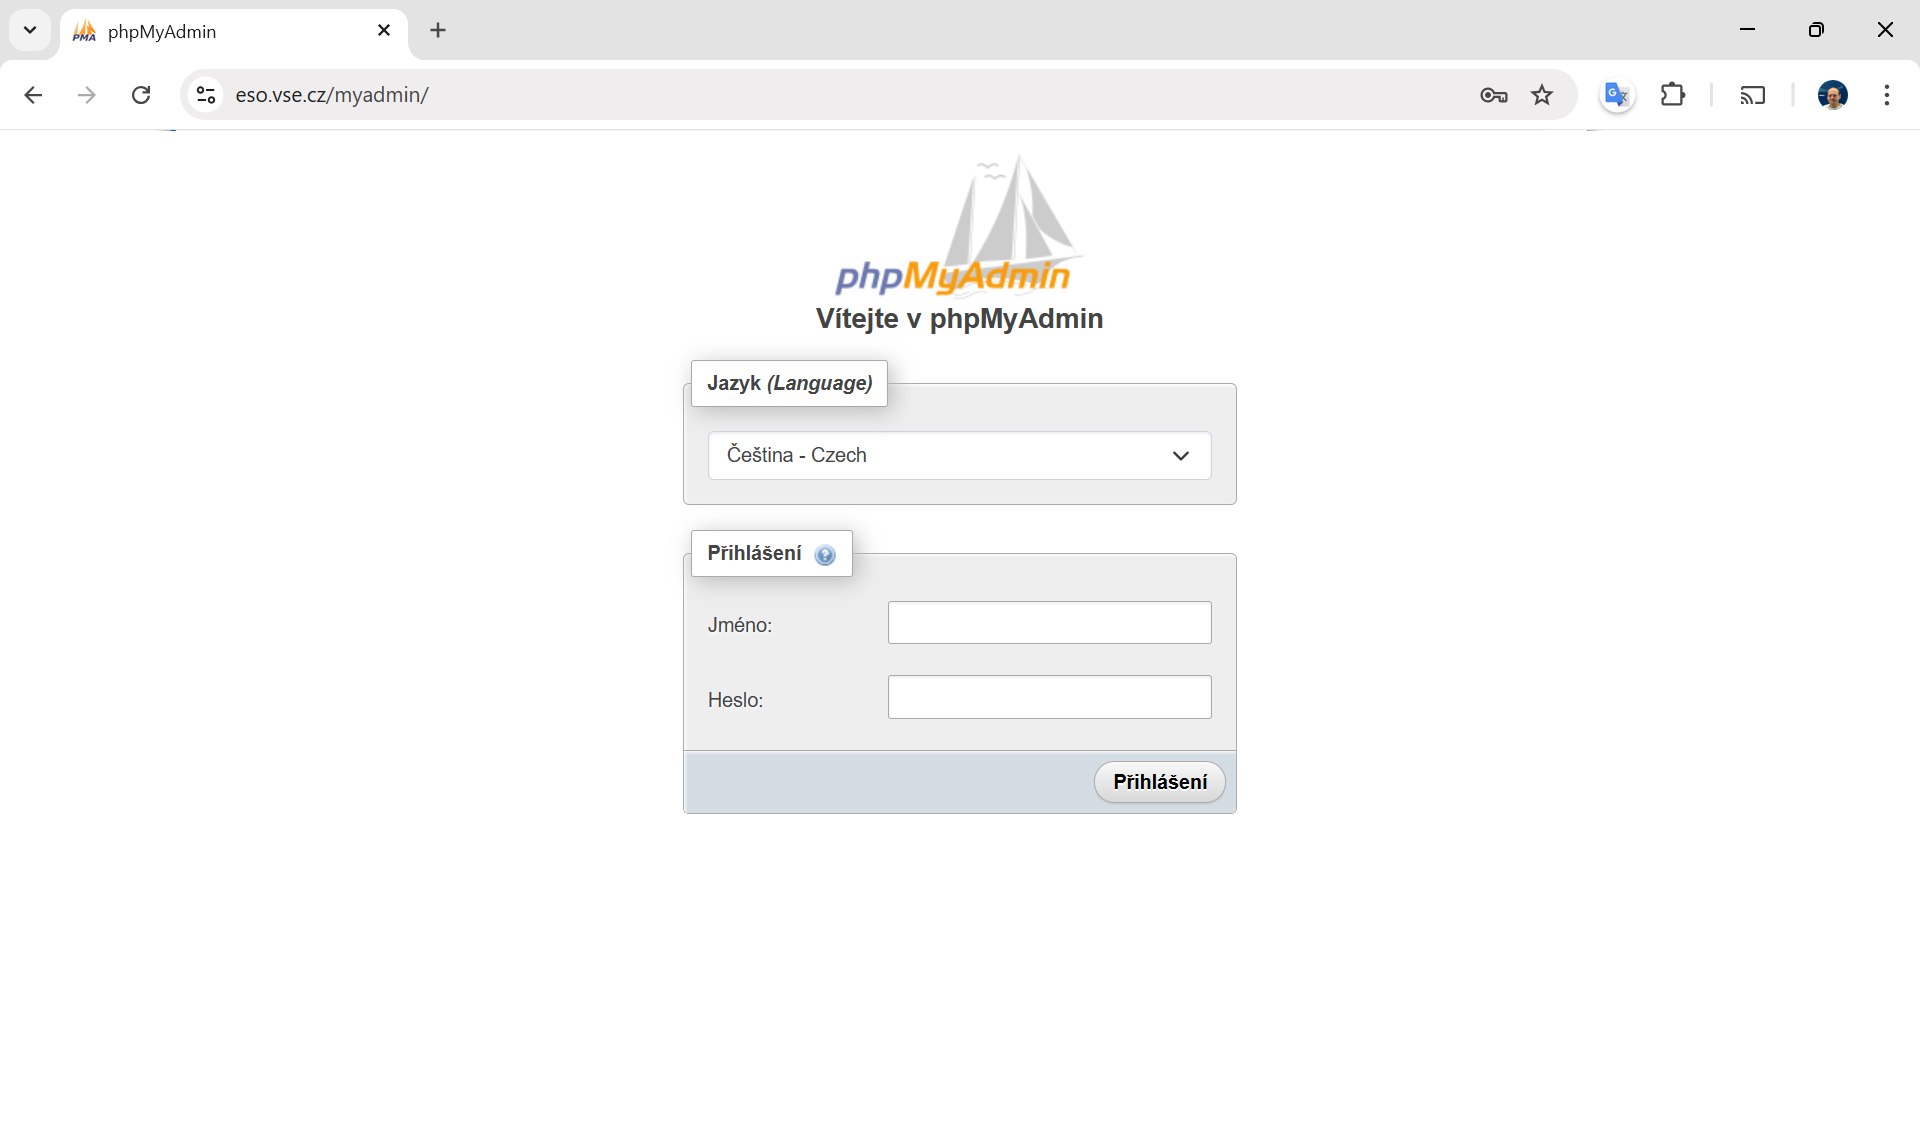 phpMyAdmin
eso.vse.cz/myadmin/
phpMyAdmin
Vítejte v phpMyAdmin
Jazyk (Language)
Čeština - Czech
Přihlášení
Jméno:
Heslo:
Přihlášení